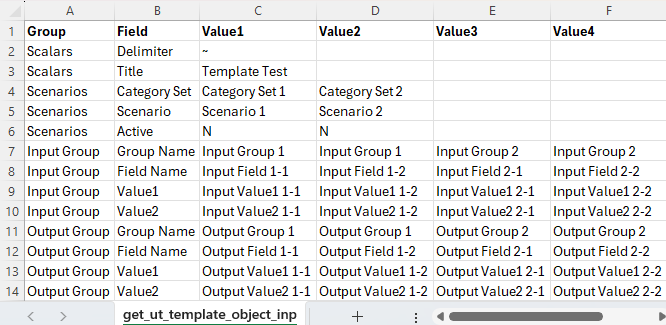 A B C D E F
1 Group Field Value1 Value2 Value3 Value4
2 Scalars Delimiter ~
3 Scalars Title Template Test
4 Scenarios Category Set Category Set 1 Category Set 2
5 Scenarios Scenario Scenario 1 Scenario 2
6 Scenarios Active N N
7 Input Group Group Name Input Group 1 Input Group 1 Input Group 2 Input Group 2
8 Input Group Field Name Input Field 1-1 Input Field 1-2 Input Field 2-1 Input Field 2-2
9 Input Group Value1 Input Value1 1-1 Input Value1 1-2 Input Value1 2-1 Input Value1 2-2
10 Input Group Value2 Input Value2 1-1 Input Value2 1-2 Input Value2 2-1 Input Value2 2-2
11 Output Group Group Name Output Group 1 Output Group 1 Output Group 2 Output Group 2
12 Output Group Field Name Output Field 1-1 Output Field 1-2 Output Field 2-1 Output Field 2-2
13 Output Group Value1 Output Value1 1-1 Output Value1 1-2 Output Value1 2-1 Output Value1 2-2
14 Output Group Value2 Output Value2 1-1 Output Value2 1-2 Output Value2 2-1 Output Value2 2-2
get_ut_template_object_inp